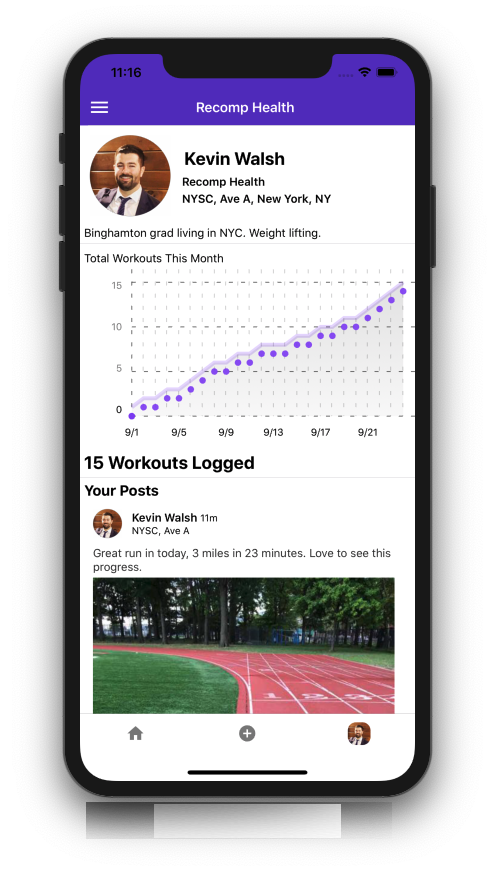 11:16
Recomp Health
Kevin Walsh
Recomp Health
NYSC, Ave A, New York, NY
Binghamton grad living in NYC. Weight lifting.
Total Workouts This Month
15
10
5
0
9/1 9/5 9/9 9/13 9/17 9/21
15 Workouts Logged
Your Posts
Kevin Walsh 11m
NYSC, Ave A
Great run in today, 3 miles in 23 minutes. Love to see this
progress.
1 2 3